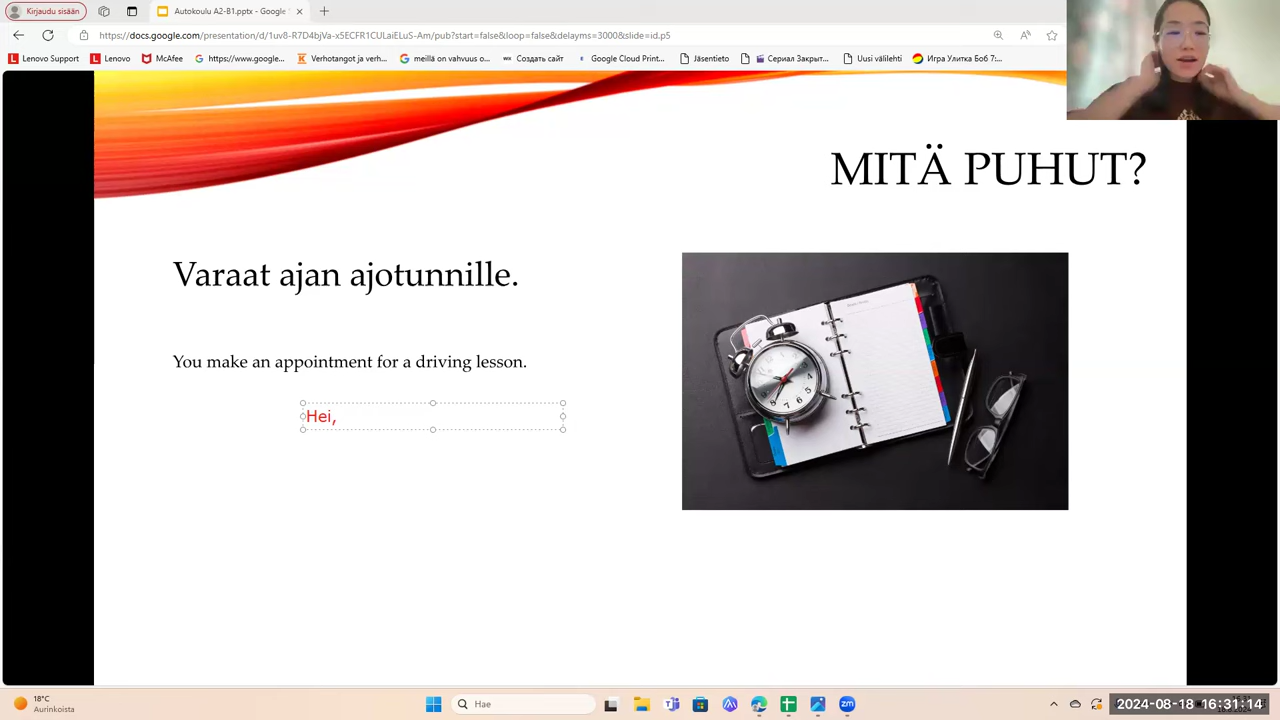 Kirjaudu sisään
Autokoulu A2-B1.pptx - Google
https://docs.google.com/presentation/d/1uv8-R7D4bjVa-x5ECFR1CULaiELuS-Am/pub?start=false&loop=false&delayms=3000&slide=id.p5
Lenovo Support
Lenovo
McAfee
https://www.google...
Verhotangot ja verh...
meillä on vahvuus o...
Создать сайт
Google Cloud Print...
Jäsentieto
Сериал Закрыт...
Uusi välilehti
Игра Улитка Боб 7:...
MITÄ PUHUT?
Varaat ajan ajotunnille.
You make an appointment for a driving lesson.
Hei,
18°C
Aurinkoista
Hae
2024-08-18 16:31:14